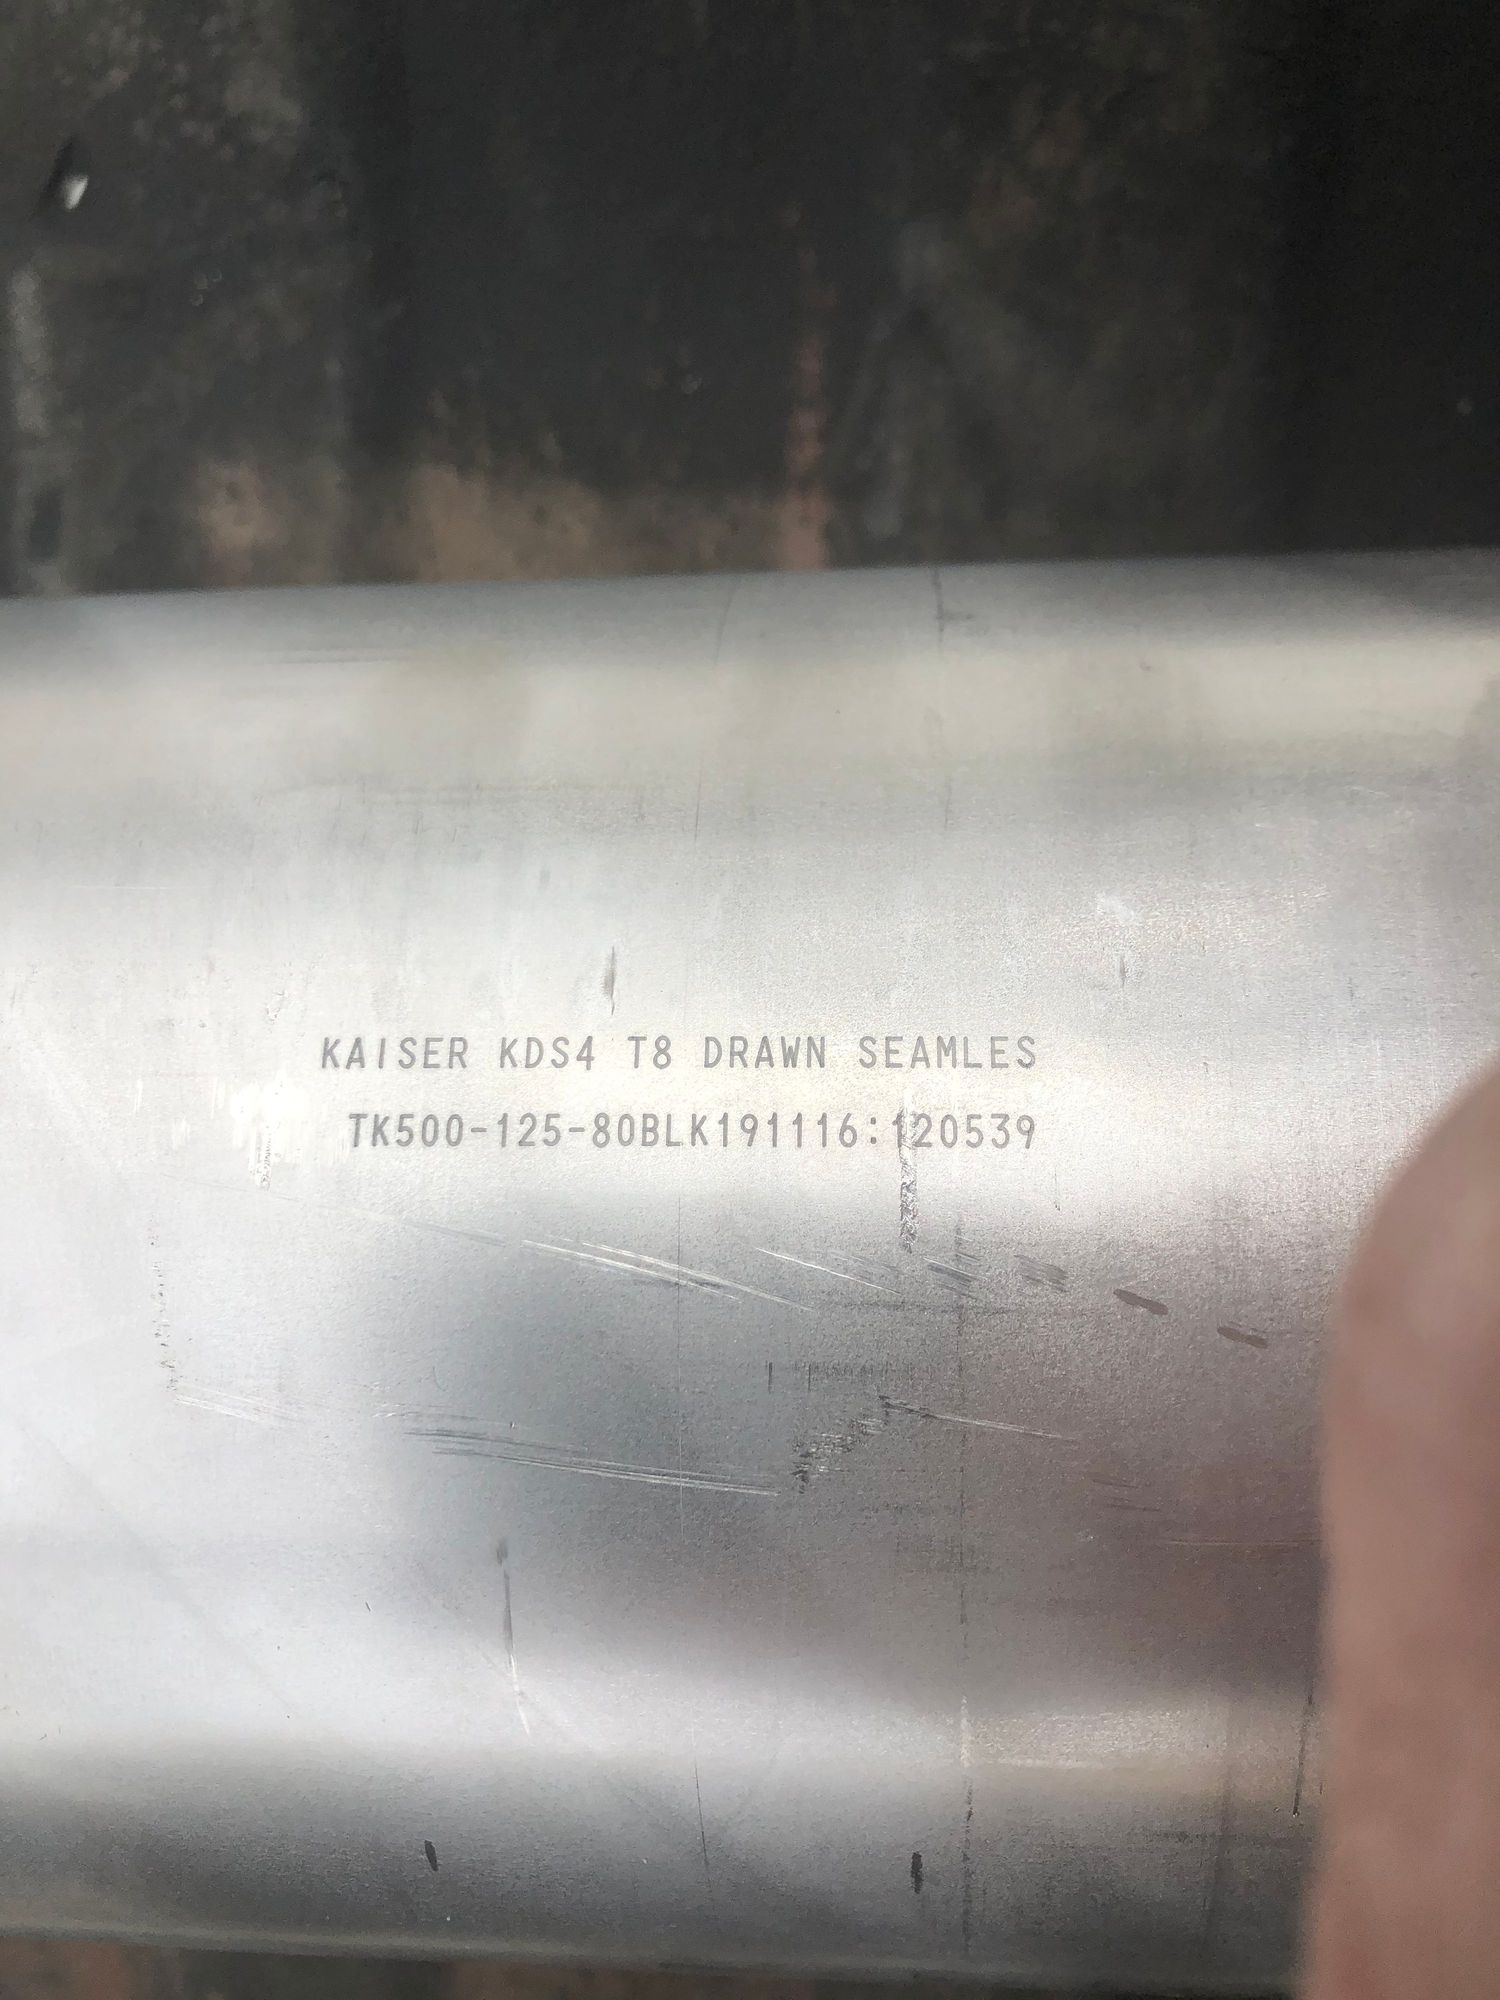 KAISER KDS4 T8 DRAWN SEAMLES
TK500-125-80BLK191116:120539